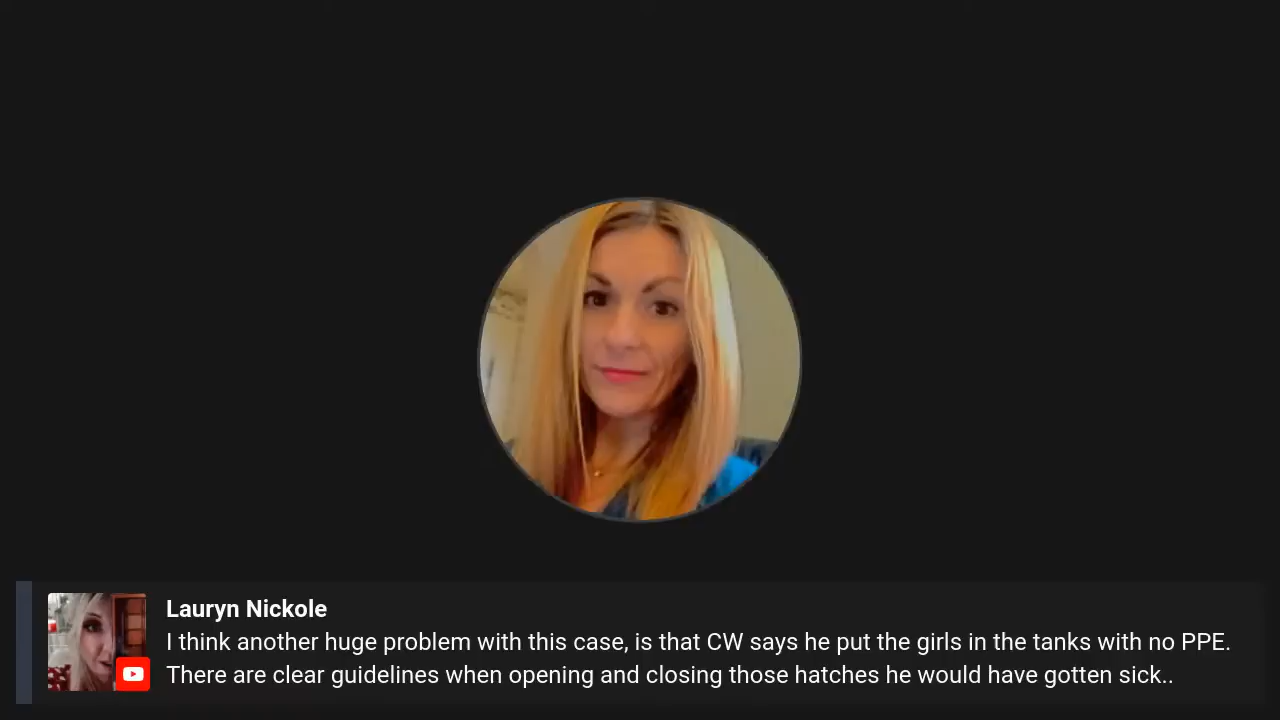 Lauryn Nickole
I think another huge problem with this case, is that CW says he put the girls in the tanks with no PPE.
There are clear guidelines when opening and closing those hatches he would have gotten sick..